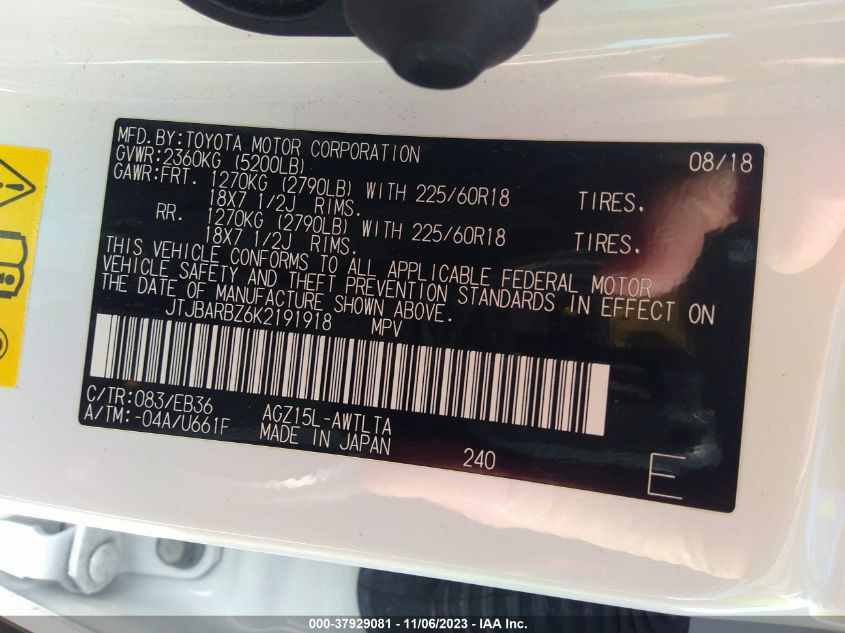 MFD.BY:TOYOTA MOTOR CORPORATION 08/18
GVWR:2360KG (5200LB)
GAWR:FRT. 1270KG (2790LB) WITH 225/60R18 TIRES.
18X7 1/2J RIMS.
RR. 1270KG (2790LB) WITH 225/60R18 TIRES.
18X7 1/2J RIMS.
THIS VEHICLE CONFORMS TO ALL APPLICABLE FEDERAL MOTOR
VEHICLE SAFETY AND THEFT PREVENTION STANDARDS IN EFFECT ON
THE DATE OF MANUFACTURE SHOWN ABOVE.
JTJBARBZ6K2191918 MPV
C/TR:083/EB36 AGZ15L-AWTLTA
A/TM:-04A/U661F MADE IN JAPAN 240 E
000-37929081 - 11/06/2023 - IAA Inc.